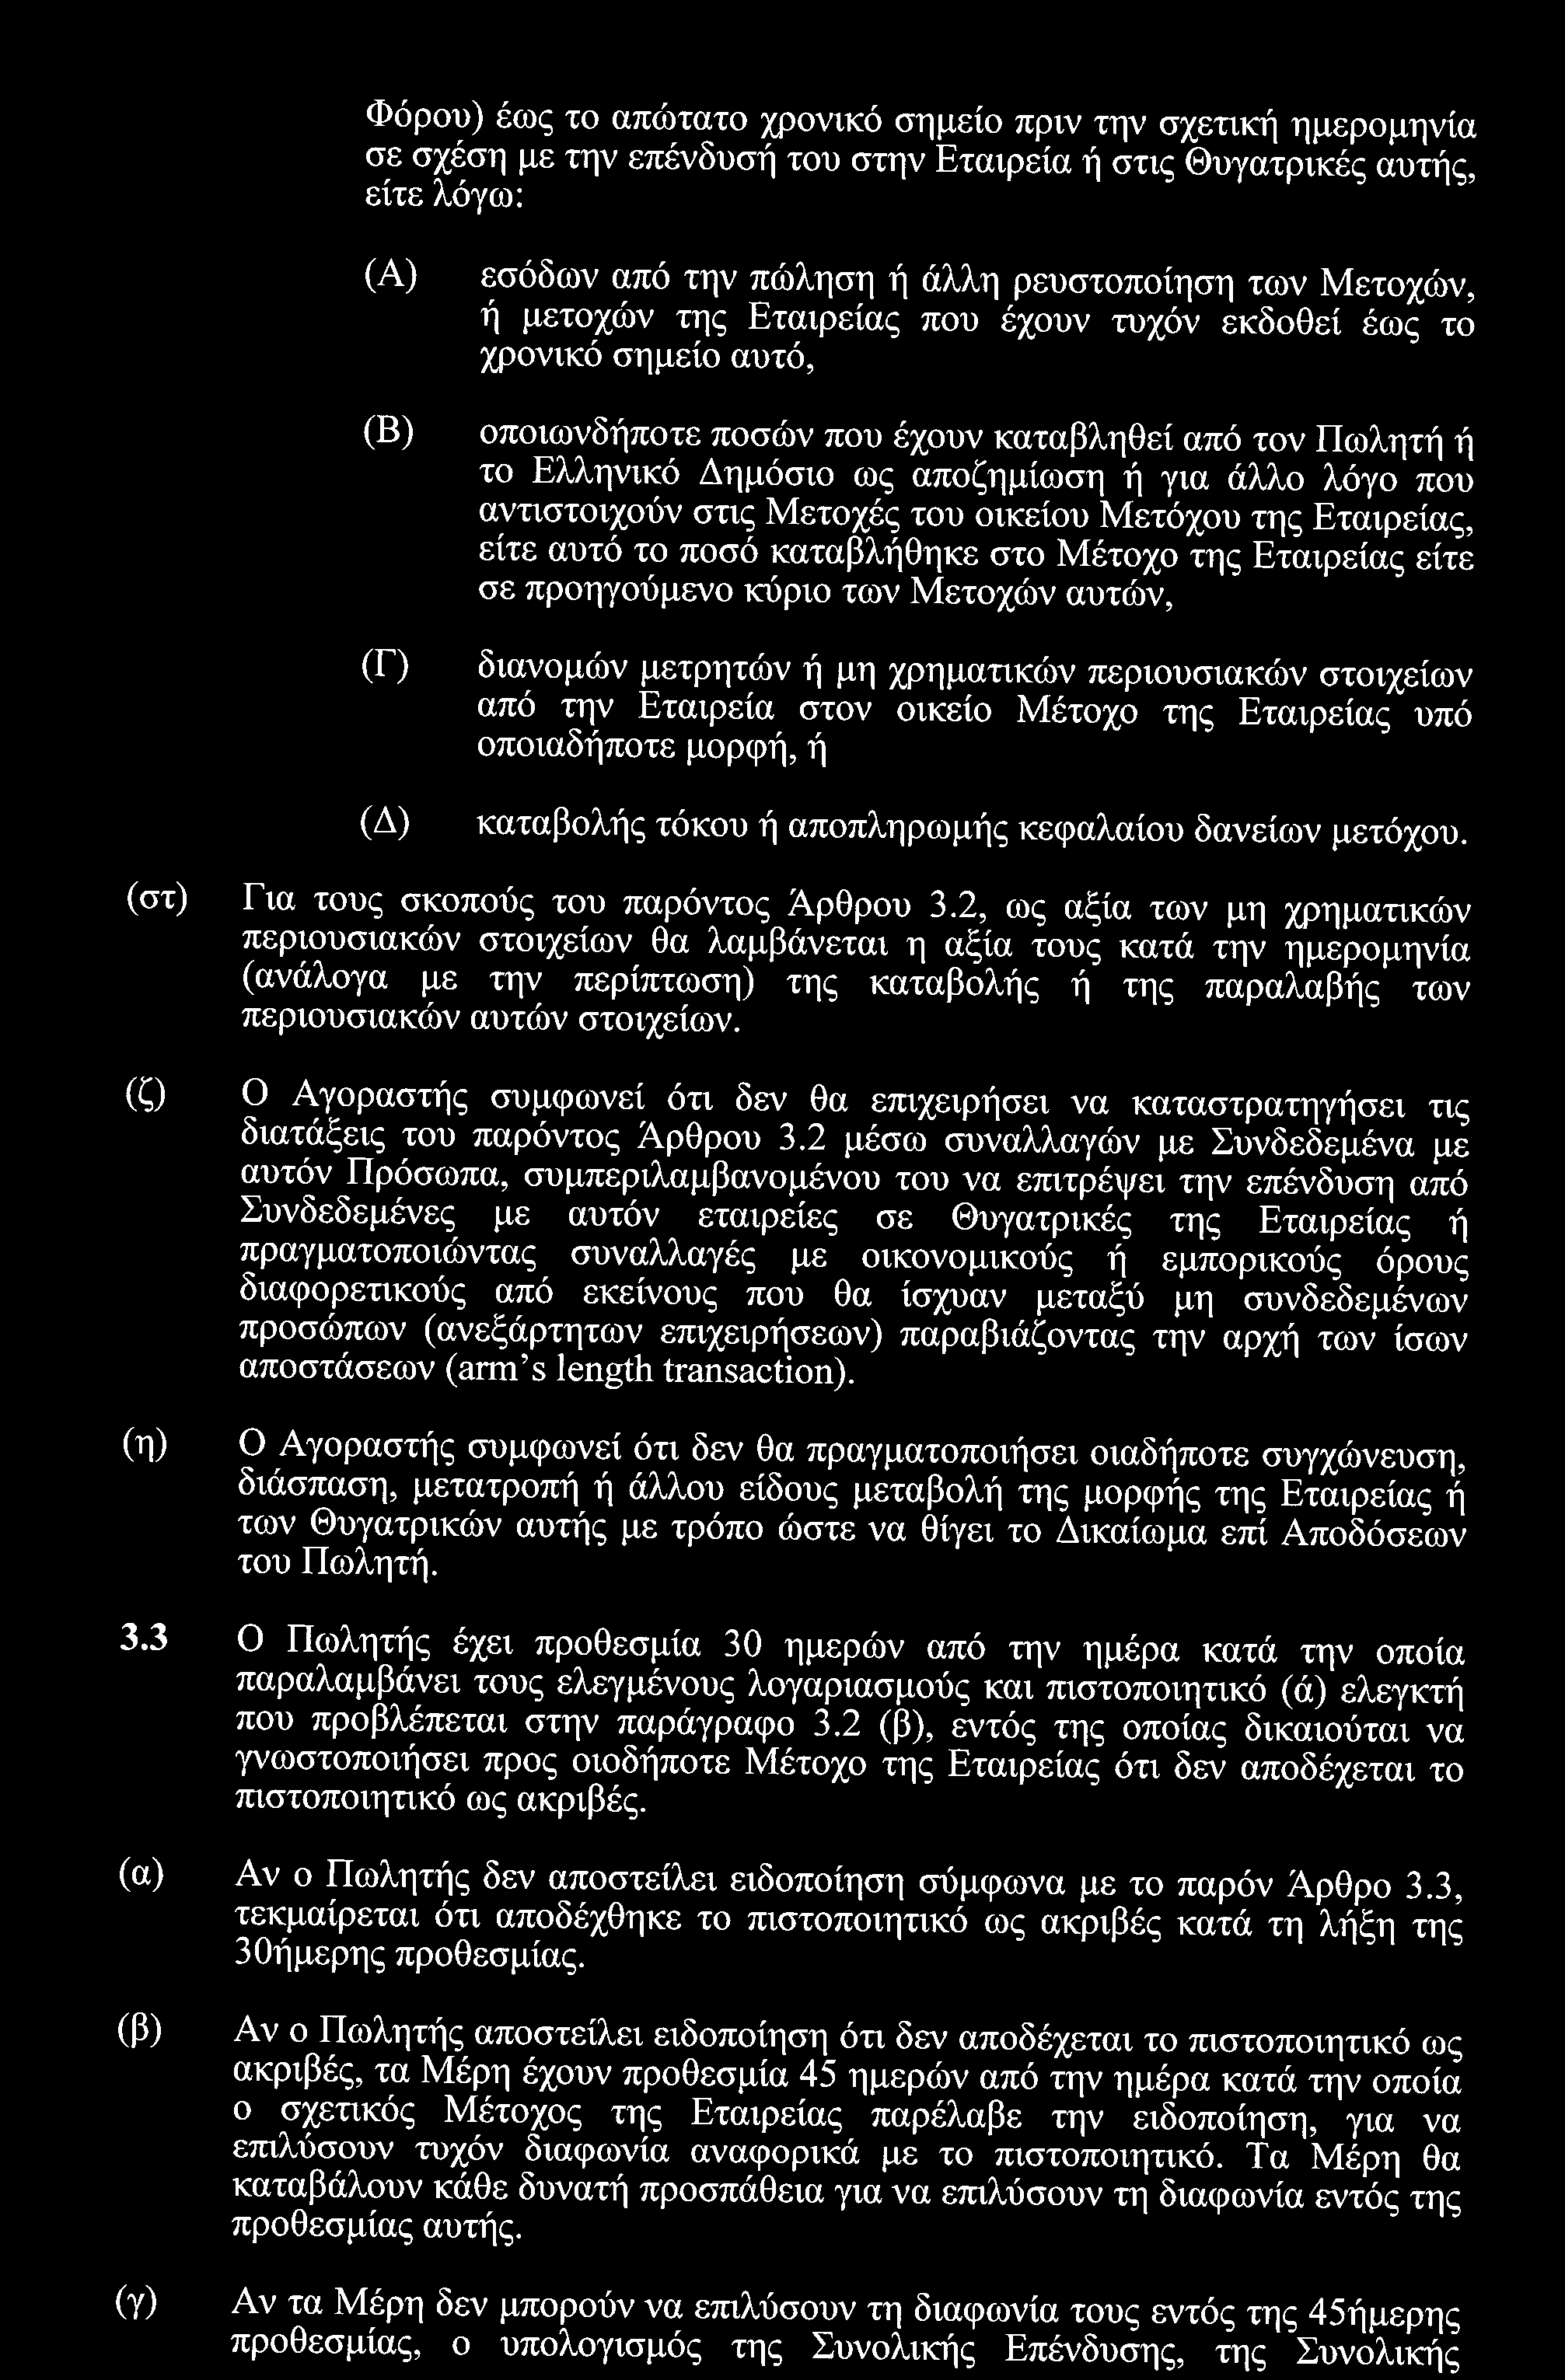 Φόρου) έως το απώτατο χρονικό σημείο πριν την σχετική ημερομηνία
σε σχέση με την επένδυσή του στην Εταιρεία ή στις Θυγατρικές αυτής,
είτε λόγω:
(Α) εσόδων από την πώληση ή άλλη ρευστοποίηση των Μετοχών,
ή μετοχών της Εταιρείας που έχουν τυχόν εκδοθεί έως το
χρονικό σημείο αυτό,
(Β) οποιωνδήποτε ποσών που έχουν καταβληθεί από τον Πωλητή ή
το Ελληνικό Δημόσιο ως αποζημίωση ή για άλλο λόγο που
αντιστοιχούν στις Μετοχές του οικείου Μετόχου της Εταιρείας,
είτε αυτό το ποσό καταβλήθηκε στο Μέτοχο της Εταιρείας είτε
σε προηγούμενο κύριο των Μετοχών αυτών,
(Γ) διανομών μετρητών ή μη χρηματικών περιουσιακών στοιχείων
από την Εταιρεία στον οικείο Μέτοχο της Εταιρείας υπό
οποιαδήποτε μορφή, ή
(Δ) καταβολής τόκου ή αποπληρωμής κεφαλαίου δανείων μετόχου.
(στ) Για τους σκοπούς του παρόντος Άρθρου 3.2, ως αξία των μη χρηματικών
περιουσιακών στοιχείων θα λαμβάνεται η αξία τους κατά την ημερομηνία
(ανάλογα με την περίπτωση) της καταβολής ή της παραλαβής των
περιουσιακών αυτών στοιχείων.
(ζ) Ο Αγοραστής συμφωνεί ότι δεν θα επιχειρήσει να καταστρατηγήσει τις
διατάξεις του παρόντος Άρθρου 3.2 μέσω συναλλαγών με Συνδεδεμένα με
αυτόν Πρόσωπα, συμπεριλαμβανομένου του να επιτρέψει την επένδυση από
Συνδεδεμένες με αυτόν εταιρείες σε Θυγατρικές της Εταιρείας ή
πραγματοποιώντας συναλλαγές με οικονομικούς ή εμπορικούς όρους
διαφορετικούς από εκείνους που θα ίσχυαν μεταξύ μη συνδεδεμένων
προσώπων (ανεξάρτητων επιχειρήσεων) παραβιάζοντας την αρχή των ίσων
αποστάσεων (arm’s length transaction).
(η) Ο Αγοραστής συμφωνεί ότι δεν θα πραγματοποιήσει οιαδήποτε συγχώνευση,
διάσπαση, μετατροπή ή άλλου είδους μεταβολή της μορφής της Εταιρείας ή
των Θυγατρικών αυτής με τρόπο ώστε να θίγει το Δικαίωμα επί Αποδόσεων
του Πωλητή.
3.3 Ο Πωλητής έχει προθεσμία 30 ημερών από την ημέρα κατά την οποία
παραλαμβάνει τους ελεγμένους λογαριασμούς και πιστοποιητικό (ά) ελεγκτή
που προβλέπεται στην παράγραφο 3.2 (β), εντός της οποίας δικαιούται να
γνωστοποιήσει προς οιοδήποτε Μέτοχο της Εταιρείας ότι δεν αποδέχεται το
πιστοποιητικό ως ακριβές.
(α) Αν ο Πωλητής δεν αποστείλει ειδοποίηση σύμφωνα με το παρόν Άρθρο 3.3,
τεκμαίρεται ότι αποδέχθηκε το πιστοποιητικό ως ακριβές κατά τη λήξη της
30ήμερης προθεσμίας.
(β) Αν ο Πωλητής αποστείλει ειδοποίηση ότι δεν αποδέχεται το πιστοποιητικό ως
ακριβές, τα Μέρη έχουν προθεσμία 45 ημερών από την ημέρα κατά την οποία
ο σχετικός Μέτοχος της Εταιρείας παρέλαβε την ειδοποίηση, για να
επιλύσουν τυχόν διαφωνία αναφορικά με το πιστοποιητικό. Τα Μέρη θα
καταβάλουν κάθε δυνατή προσπάθεια για να επιλύσουν τη διαφωνία εντός της
προθεσμίας αυτής.
(γ) Αν τα Μέρη δεν μπορούν να επιλύσουν τη διαφωνία τους εντός της 45ήμερης
προθεσμίας, ο υπολογισμός της Συνολικής Επένδυσης, της Συνολικής